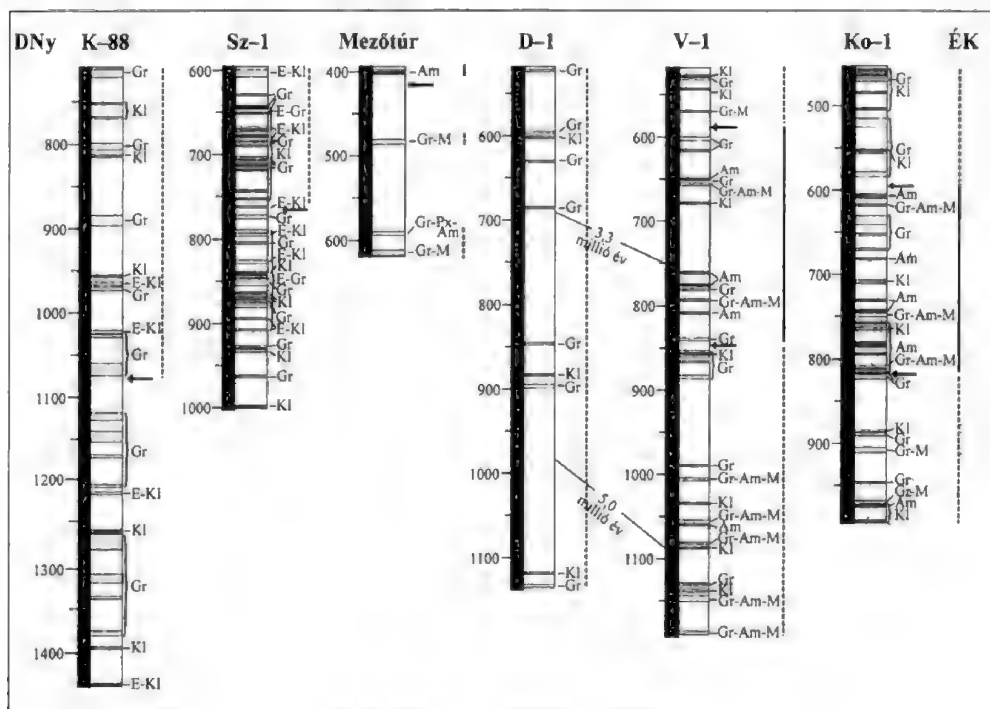 DNy K–88 Sz–1 Mezőtúr D–1 V–1 Ko–1 ÉK
Gr
Kl
800
Gr
Kl
Gr
900
Kl
E-Kl
Gr
1000
E-Kl
Gr
1100
Gr
1200
E-Kl
Kl
1300
Gr
1400
Kl
E-Kl
600
E-Kl
Gr
E-Gr
E-Kl
Gr
700
Kl
Gr
E-Kl
800
Gr
E-Kl
Gr
E-Kl
Kl
E-Gr
Gr
Kl
900
Gr
E-Kl
Gr
Kl
Gr
1000
Kl
400
Am
Gr-M
500
Gr-Px-
Am
600
Gr-M
Gr
600
Gr
Kl
Gr
700
Gr
3,3
millió év
800
Gr
Kl
900
Gr
1000
5,0
millió év
1100
Kl
Gr
Kl
Gr
Kl
Gr-M
600
Gr
Am
Gr
Gr-Am-M
Kl
700
Am
Gr
800
Gr-Am-M
Am
Gr
Kl
Gr
900
Gr
1000
Gr-Am-M
Kl
Gr-Am-M
Am
Gr-Am-M
Kl
1100
Gr
Kl
Gr-Am-M
Gr-Am-M
Gr
Kl
500
Gr
Kl
600
Am
Gr-Am-M
Gr
Am
700
Kl
Am
Gr-Am-M
Kl
Am
800
Gr-Am-M
Gr
Kl
900
Gr
Gr-M
Gr
Gr-M
Am
Kl